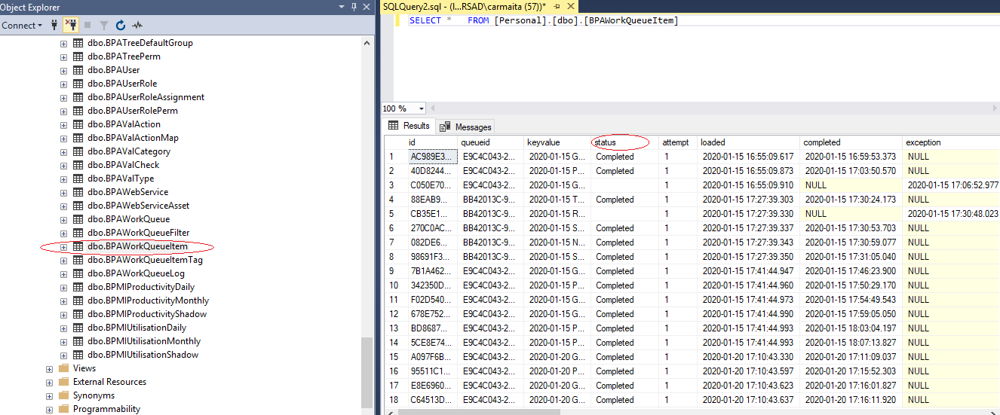 Object Explorer
Connect
dbo.BPATreeDefaultGroup
dbo.BPATreePerm
dbo.BPAUser
dbo.BPAUserRole
dbo.BPAUserRoleAssignment
dbo.BPAUserRolePerm
dbo.BPAValAction
dbo.BPAValActionMap
dbo.BPAValCategory
dbo.BPAValCheck
dbo.BPAValType
dbo.BPAWebService
dbo.BPAWebServiceAsset
dbo.BPAWorkQueue
dbo.BPAWorkQueueFilter
dbo.BPAWorkQueueItem
dbo.BPAWorkQueueItemTag
dbo.BPAWorkQueueLog
dbo.BPMIProductivityDaily
dbo.BPMIProductivityMonthly
dbo.BPMIProductivityShadow
dbo.BPMIUtilisationDaily
dbo.BPMIUtilisationMonthly
dbo.BPMIUtilisationShadow
Views
External Resources
Synonyms
Programmability
SQLQuery2.sql - (l...RSAD\carmaita (57))*
SELECT * FROM [Personal].[dbo].[BPAWorkQueueItem]
100 %
Results Messages
id queueid keyvalue status attempt loaded completed exception
1 AC989E3... E9C4C043-2... 2020-01-15 G... Completed 1 2020-01-15 16:55:09.617 2020-01-15 16:59:53.373 NULL
2 40D8244... E9C4C043-2... 2020-01-15 P... Completed 1 2020-01-15 16:55:09.873 2020-01-15 17:03:50.570 NULL
3 C050E70... E9C4C043-2... 2020-01-15 G... 1 2020-01-15 16:55:09.910 NULL 2020-01-15 17:06:52.977
4 88EAB9... BB42013C-9... 2020-01-15 T... Completed 1 2020-01-15 17:27:39.303 2020-01-15 17:30:24.173 NULL
5 CB35E1... BB42013C-9... 2020-01-15 R... 1 2020-01-15 17:27:39.330 NULL 2020-01-15 17:30:48.023
6 270C0AC... BB42013C-9... 2020-01-15 S... Completed 1 2020-01-15 17:27:39.337 2020-01-15 17:30:53.703 NULL
7 082DE6... BB42013C-9... 2020-01-15 N... Completed 1 2020-01-15 17:27:39.343 2020-01-15 17:30:59.077 NULL
8 98691F3... BB42013C-9... 2020-01-15 S... Completed 1 2020-01-15 17:27:39.350 2020-01-15 17:31:05.040 NULL
9 7B1A462... E9C4C043-2... 2020-01-15 G... Completed 1 2020-01-15 17:41:44.947 2020-01-15 17:46:23.900 NULL
10 342350D... E9C4C043-2... 2020-01-15 P... Completed 1 2020-01-15 17:41:44.960 2020-01-15 17:50:29.170 NULL
11 F02D540... E9C4C043-2... 2020-01-15 G... Completed 1 2020-01-15 17:41:44.973 2020-01-15 17:54:49.543 NULL
12 678E752... E9C4C043-2... 2020-01-15 G... Completed 1 2020-01-15 17:41:44.990 2020-01-15 17:59:05.050 NULL
13 BD8687... E9C4C043-2... 2020-01-15 P... Completed 1 2020-01-15 17:41:44.993 2020-01-15 18:03:04.197 NULL
14 5CE8E74... E9C4C043-2... 2020-01-15 P... Completed 1 2020-01-15 17:41:44.993 2020-01-15 18:07:13.827 NULL
15 A097F6B... E9C4C043-2... 2020-01-20 G... Completed 1 2020-01-20 17:10:43.330 2020-01-20 17:11:09.037 NULL
16 95511C1... E9C4C043-2... 2020-01-20 P... Completed 1 2020-01-20 17:10:43.597 2020-01-20 17:15:52.303 NULL
17 E8E6960... E9C4C043-2... 2020-01-20 G... Completed 1 2020-01-20 17:10:43.623 2020-01-20 17:16:01.827 NULL
18 C64513D... E9C4C043-2... 2020-01-20 G... Completed 1 2020-01-20 17:10:43.637 2020-01-20 17:16:11.920 NULL